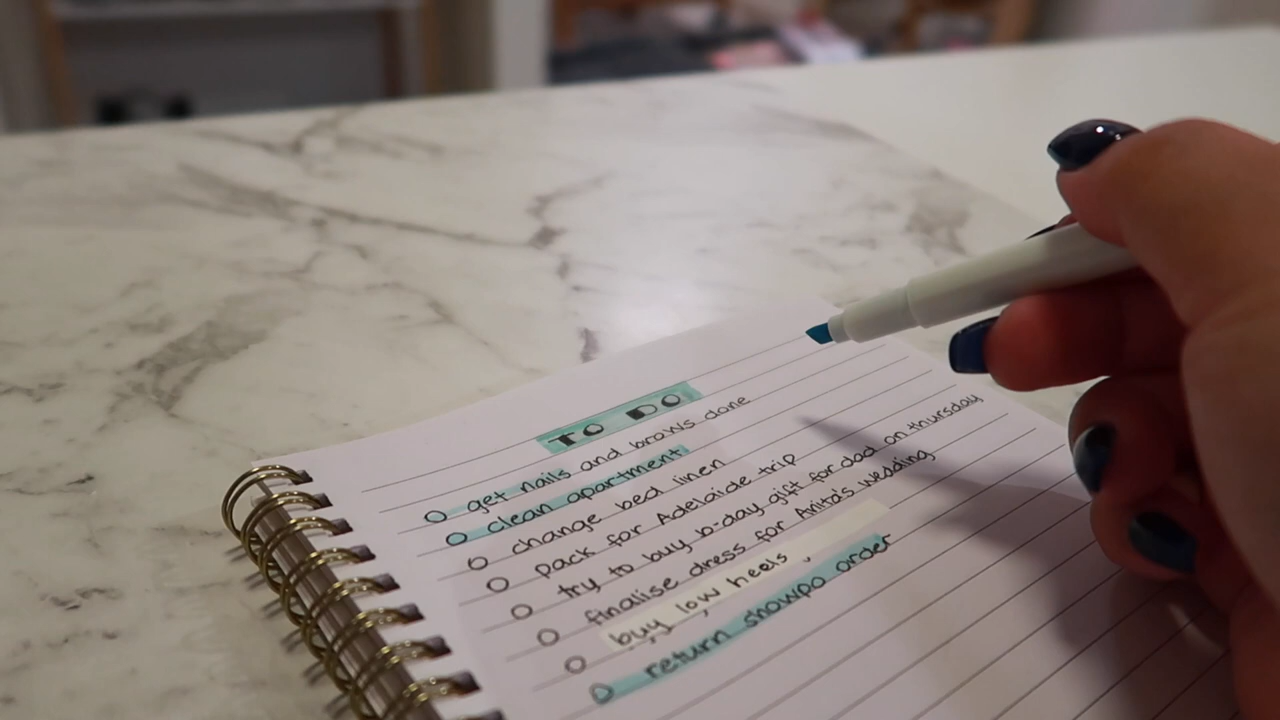 TO DO
get nails and brows done
clean apartment
change bed linen
pack for Adelaide trip
try to buy b-day gift for dad on thursday
finalise dress for Anita's wedding
buy low heels
return showpo order